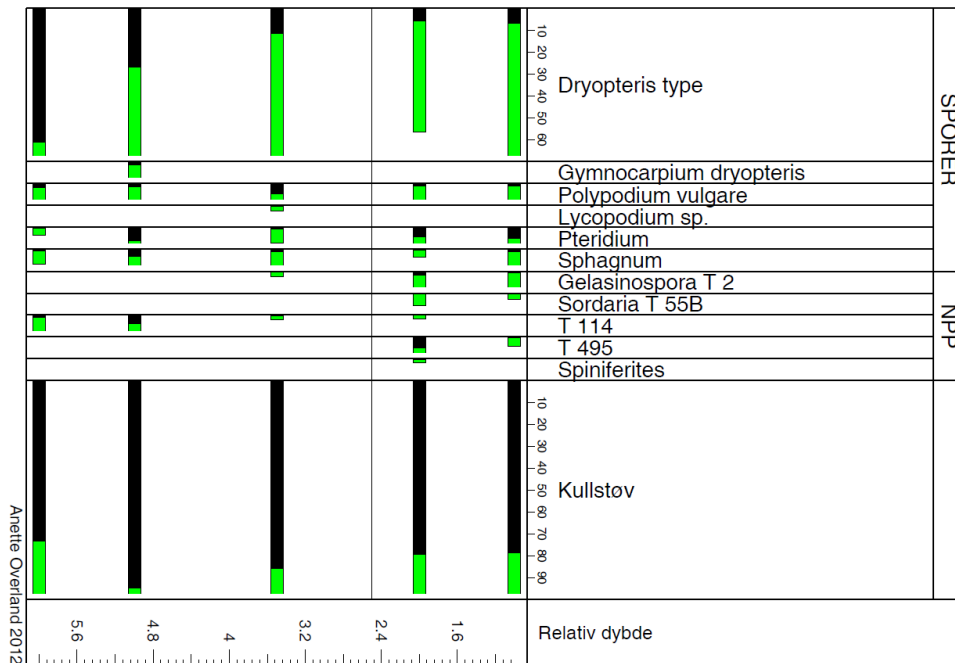 SPORER
NPP
10
20
30
40
50
60
Dryopteris type
Gymnocarpium dryopteris
Polypodium vulgare
Lycopodium sp.
Pteridium
Sphagnum
Gelasinospora T 2
Sordaria T 55B
T 114
T 495
Spiniferites
10
20
30
40
50
60
70
80
90
Kullstøv
5.6
4.8
4
3.2
2.4
1.6
Relativ dybde
Anette Overland 2012